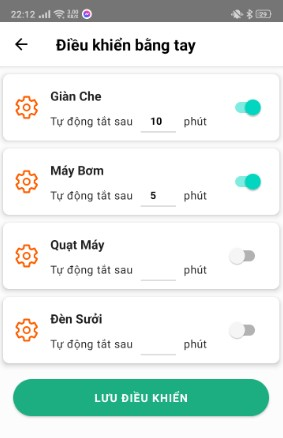 22:12
Điều khiển bằng tay
Giàn Che
Tự động tắt sau 10 phút
Máy Bơm
Tự động tắt sau 5 phút
Quạt Máy
Tự động tắt sau phút
Đèn Sưởi
Tự động tắt sau phút
LƯU ĐIỀU KHIỂN